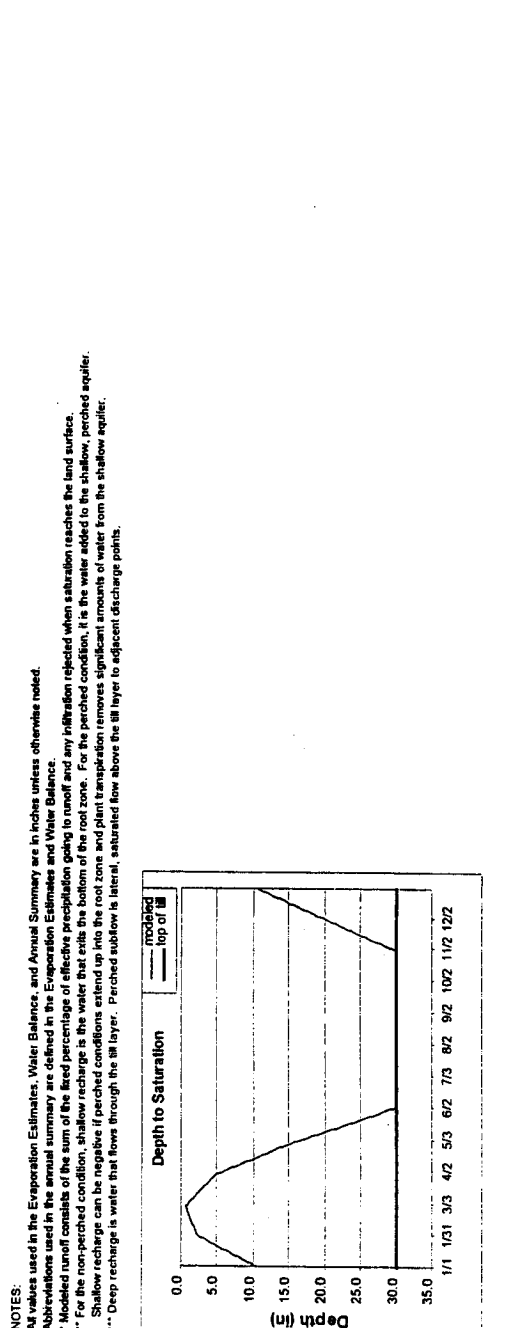 NOTES:
All values used in the Evaporation Estimates, Water Balance, and Annual Summary are in inches unless otherwise noted.
Abbreviations used in the annual summary are defined in the Evaporation Estimates and Water Balance.
* Modeled runoff consists of the sum of the fixed percentage of effective precipitation going to runoff and any infiltration rejected when saturation reaches the land surface.
** For the non-perched condition, shallow recharge is the water that exits the bottom of the root zone. For the perched condition, it is the water added to the shallow, perched aquifer.
Shallow recharge can be negative if perched conditions extend up into the root zone and plant transpiration removes significant amounts of water from the shallow aquifer.
*** Deep recharge is water that flows through the till layer. Perched subflow is lateral, saturated flow above the till layer to adjacent discharge points.
Depth to Saturation
modeled
top of till
Depth (in)
0.0
5.0
10.0
15.0
20.0
25.0
30.0
35.0
1/1 1/31 3/3 4/2 5/3 6/2 7/3 8/2 9/2 10/2 11/2 12/2